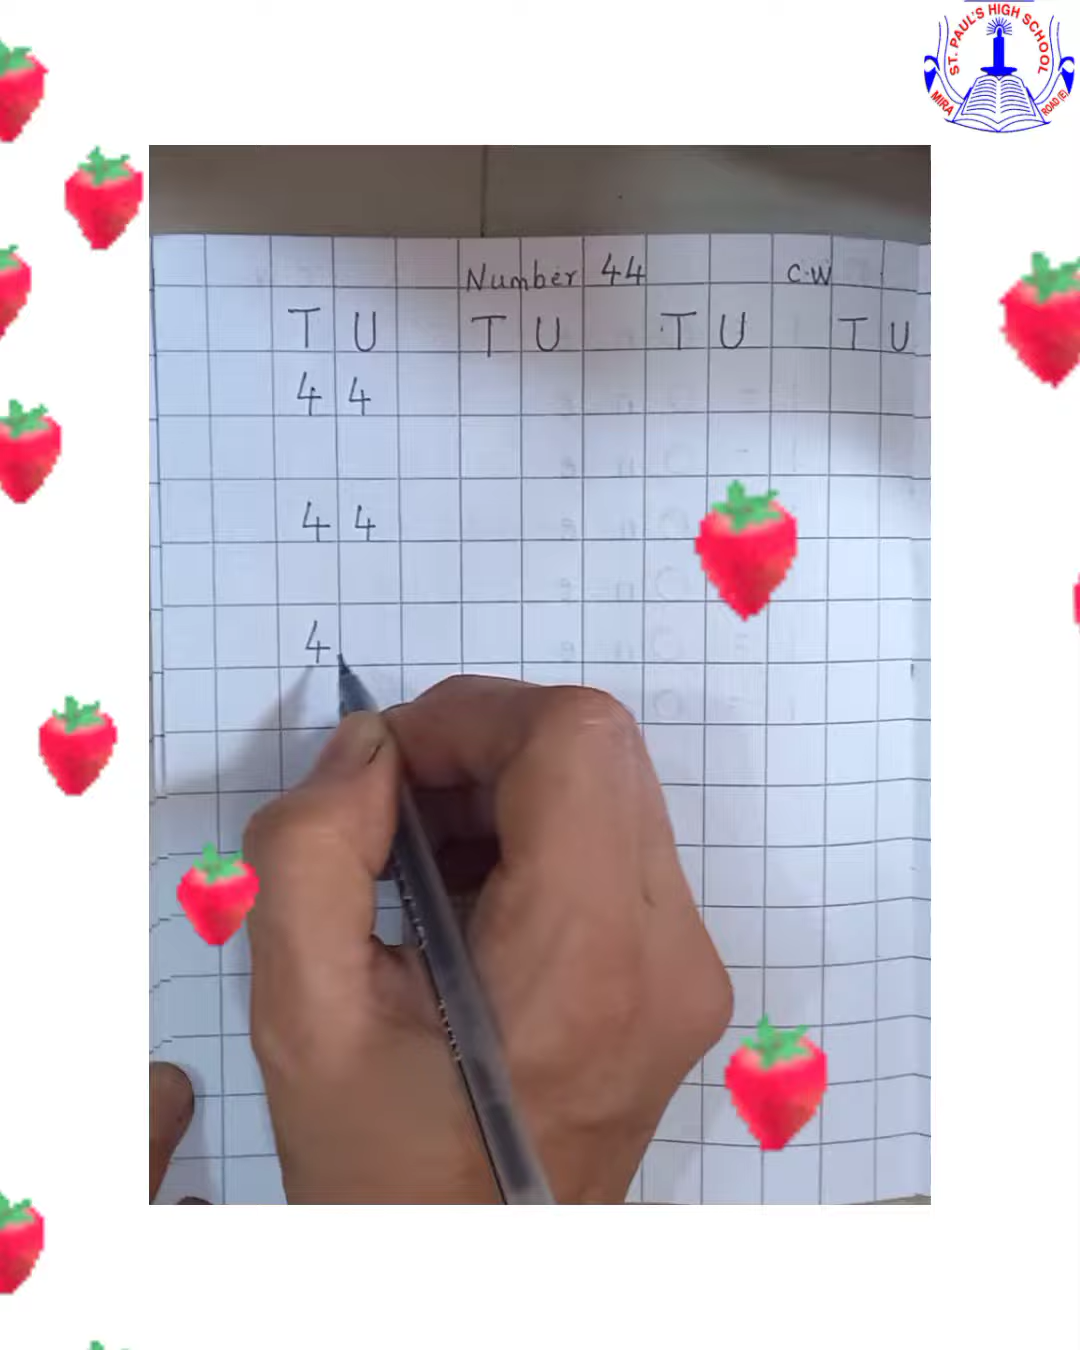 ST. PAUL'S HIGH SCHOOL
MIRA ROAD (E)
Number 44 C.W
T U T U T U T U
4 4
4 4
4